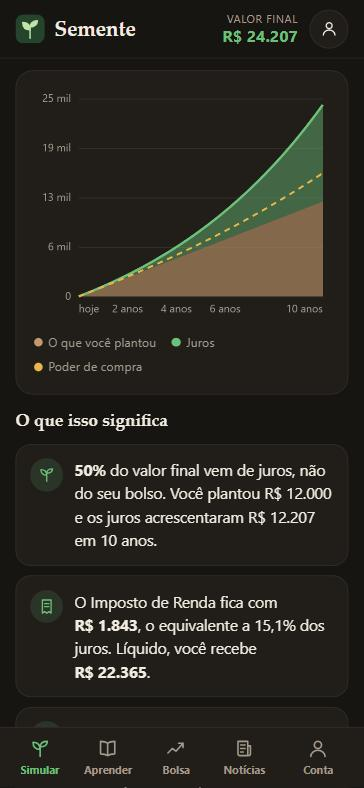 Semente
VALOR FINAL
R$ 24.207
25 mil
19 mil
13 mil
6 mil
0
hoje 2 anos 4 anos 6 anos 10 anos
O que você plantou Juros
Poder de compra
O que isso significa
50% do valor final vem de juros, não
do seu bolso. Você plantou R$ 12.000
e os juros acrescentaram R$ 12.207
em 10 anos.
O Imposto de Renda fica com
R$ 1.843, o equivalente a 15,1% dos
juros. Líquido, você recebe
R$ 22.365.
Simular Aprender Bolsa Notícias Conta